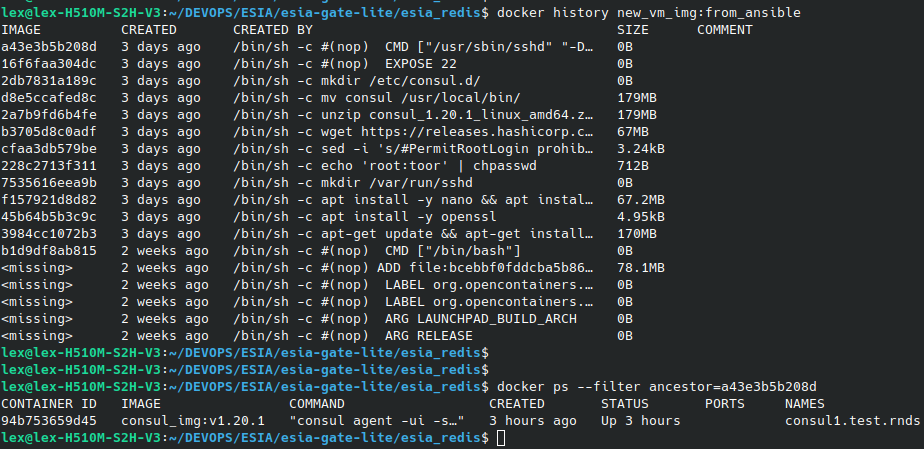 lex@lex-H510M-S2H-V3:~/DEVOPS/ESIA/esia-gate-lite/esia_redis$ docker history new_vm_img:from_ansible
IMAGE CREATED CREATED BY SIZE COMMENT
a43e3b5b208d 3 days ago /bin/sh -c #(nop) CMD ["/usr/sbin/sshd" "-D… 0B
16f6faa304dc 3 days ago /bin/sh -c #(nop) EXPOSE 22 0B
2db7831a189c 3 days ago /bin/sh -c mkdir /etc/consul.d/ 0B
d8e5ccafed8c 3 days ago /bin/sh -c mv consul /usr/local/bin/ 179MB
2a7b9fd6b4fe 3 days ago /bin/sh -c unzip consul_1.20.1_linux_amd64.z… 179MB
b3705d8c0adf 3 days ago /bin/sh -c wget https://releases.hashicorp.c… 67MB
cfaa3db579be 3 days ago /bin/sh -c sed -i 's/#PermitRootLogin prohib… 3.24kB
228c2713f311 3 days ago /bin/sh -c echo 'root:toor' | chpasswd 712B
7535616eea9b 3 days ago /bin/sh -c mkdir /var/run/sshd 0B
f157921d8d82 3 days ago /bin/sh -c apt install -y nano && apt instal… 67.2MB
45b64b5b3c9c 3 days ago /bin/sh -c apt install -y openssl 4.95kB
3984cc1072b3 3 days ago /bin/sh -c apt-get update && apt-get install… 170MB
b1d9df8ab815 2 weeks ago /bin/sh -c #(nop) CMD ["/bin/bash"] 0B
<missing> 2 weeks ago /bin/sh -c #(nop) ADD file:bcebbf0fddcba5b86… 78.1MB
<missing> 2 weeks ago /bin/sh -c #(nop) LABEL org.opencontainers.… 0B
<missing> 2 weeks ago /bin/sh -c #(nop) LABEL org.opencontainers.… 0B
<missing> 2 weeks ago /bin/sh -c #(nop) ARG LAUNCHPAD_BUILD_ARCH 0B
<missing> 2 weeks ago /bin/sh -c #(nop) ARG RELEASE 0B
lex@lex-H510M-S2H-V3:~/DEVOPS/ESIA/esia-gate-lite/esia_redis$
lex@lex-H510M-S2H-V3:~/DEVOPS/ESIA/esia-gate-lite/esia_redis$
lex@lex-H510M-S2H-V3:~/DEVOPS/ESIA/esia-gate-lite/esia_redis$ docker ps --filter ancestor=a43e3b5b208d
CONTAINER ID IMAGE COMMAND CREATED STATUS PORTS NAMES
94b753659d45 consul_img:v1.20.1 "consul agent -ui -s…" 3 hours ago Up 3 hours consul1.test.rnds
lex@lex-H510M-S2H-V3:~/DEVOPS/ESIA/esia-gate-lite/esia_redis$